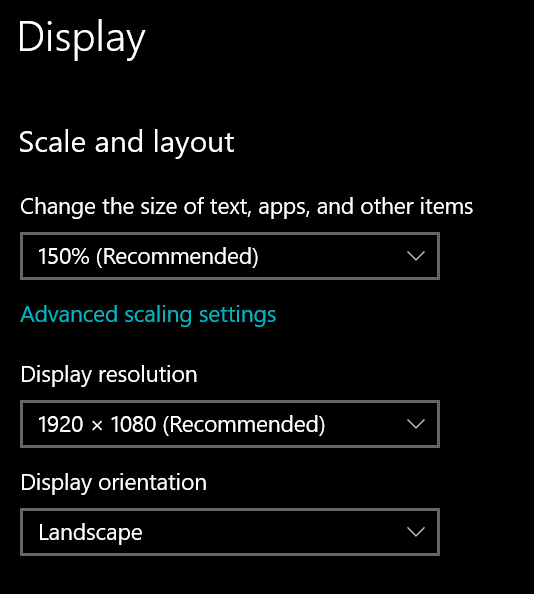 Display
Scale and layout
Change the size of text, apps, and other items
150% (Recommended)
Advanced scaling settings
Display resolution
1920 × 1080 (Recommended)
Display orientation
Landscape